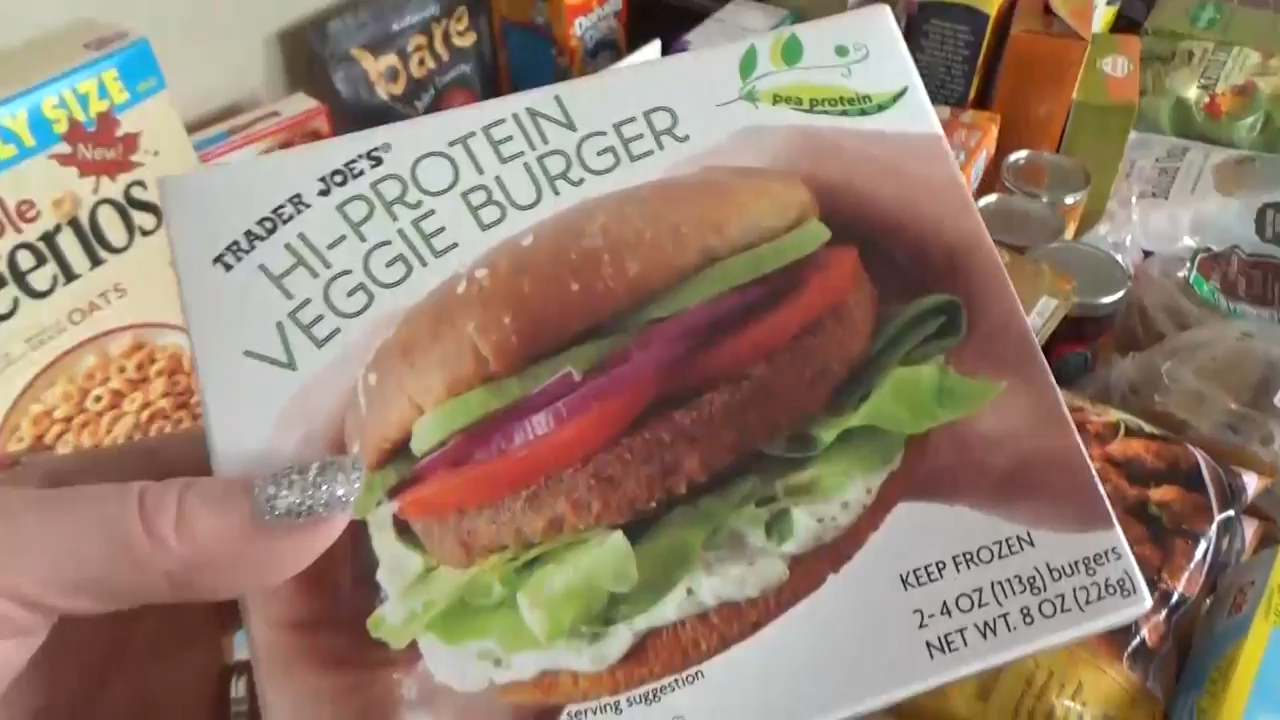 bare
LY SIZE
New!
eerios
OATS
pea protein
TRADER JOE'S®
HI-PROTEIN
VEGGIE BURGER
KEEP FROZEN
2-4 OZ (113g) burgers
NET WT. 8 OZ (226g)
serving suggestion